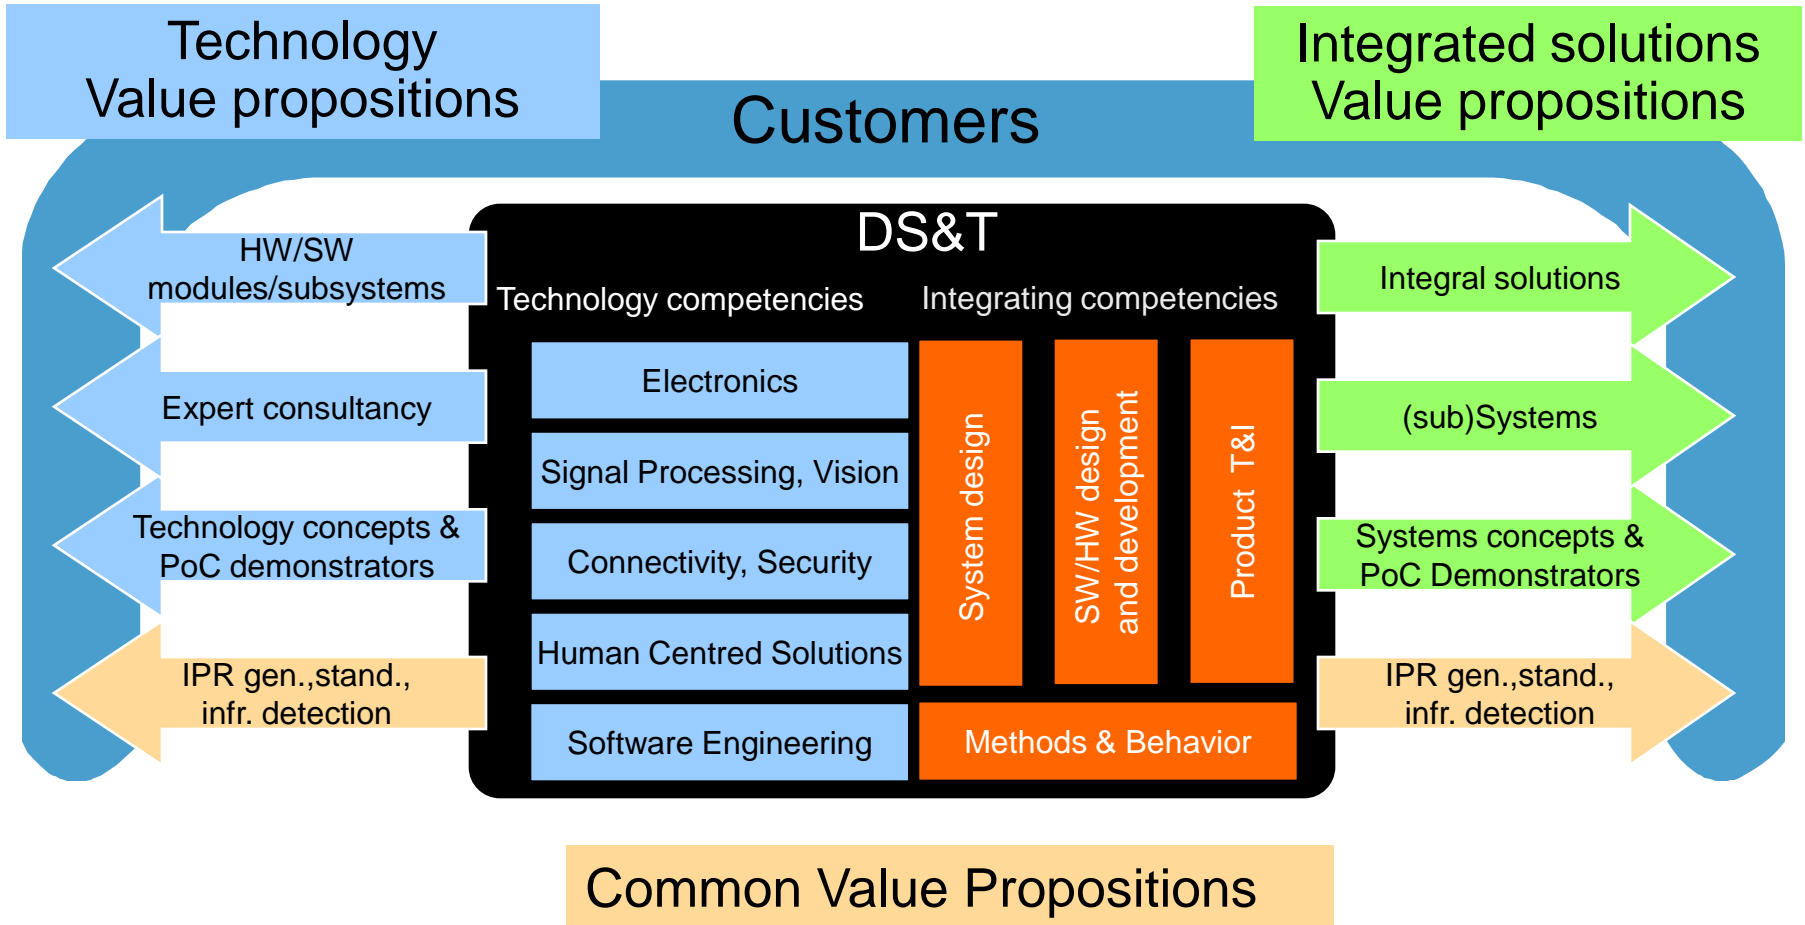 Technology
Value propositions
Integrated solutions
Value propositions
Customers
HW/SW
modules/subsystems
Expert consultancy
Technology concepts &
PoC demonstrators
IPR gen.,stand.,
infr. detection
DS&T
Technology competencies
Integrating competencies
Electronics
Signal Processing, Vision
Connectivity, Security
Human Centred Solutions
Software Engineering
System design
SW/HW design
and development
Product T&I
Methods & Behavior
Integral solutions
(sub)Systems
Systems concepts &
PoC Demonstrators
IPR gen.,stand.,
infr. detection
Common Value Propositions